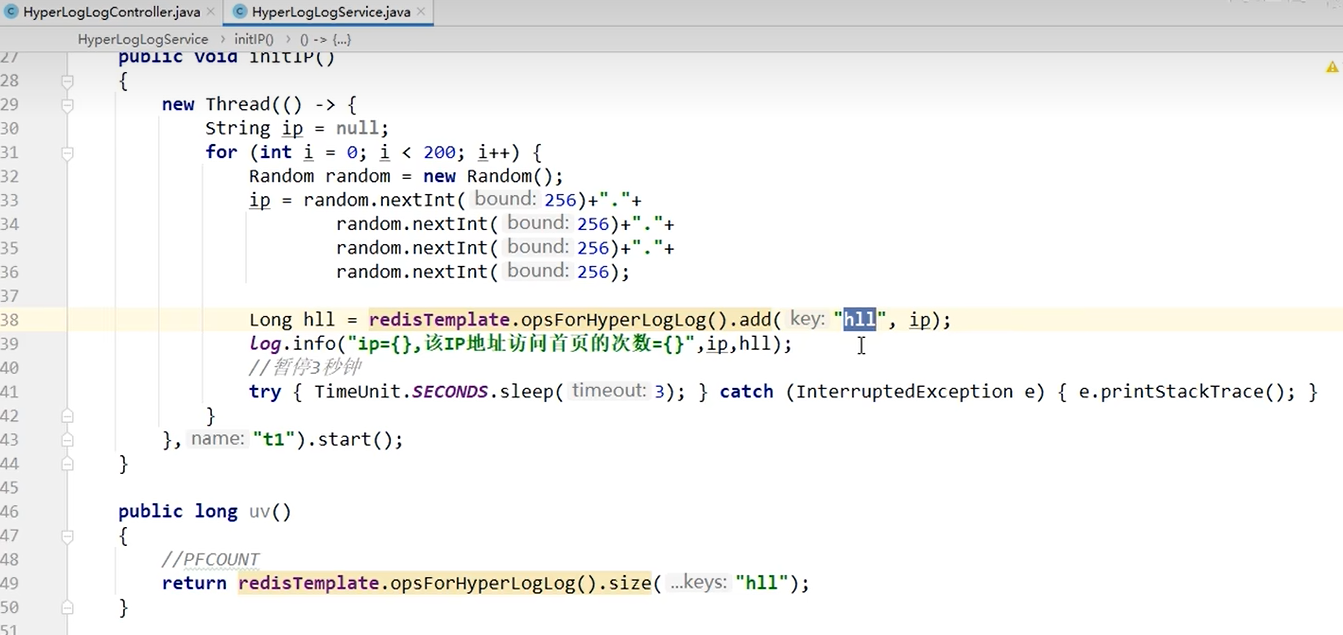 HyperLogLogController.java × HyperLogLogService.java ×
HyperLogLogService › initIP() › () -> {...}
27 public void initIP()
28 {
29 new Thread(() -> {
30 String ip = null;
31 for (int i = 0; i < 200; i++) {
32 Random random = new Random();
33 ip = random.nextInt( bound: 256)+"."+
34 random.nextInt( bound: 256)+"."+
35 random.nextInt( bound: 256)+"."+
36 random.nextInt( bound: 256);
37
38 Long hll = redisTemplate.opsForHyperLogLog().add( key: "hll", ip);
39 log.info("ip={},该IP地址访问首页的次数={}",ip,hll);
40 //暂停3秒钟
41 try { TimeUnit.SECONDS.sleep( timeout: 3); } catch (InterruptedException e) { e.printStackTrace(); }
42 }
43 }, name: "t1").start();
44 }
45
46 public long uv()
47 {
48 //PFCOUNT
49 return redisTemplate.opsForHyperLogLog().size( ...keys: "hll");
50 }
51